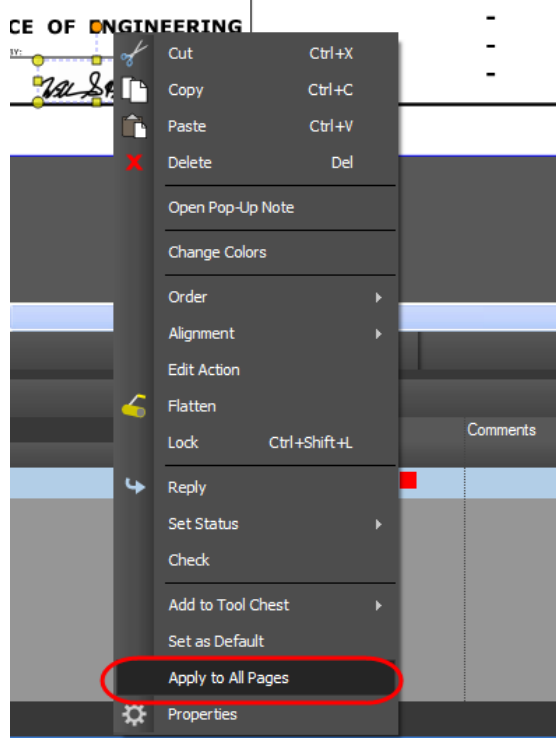 CE OF ENGINEERING
BY:
Cut Ctrl+X
Copy Ctrl+C
Paste Ctrl+V
Delete Del
Open Pop-Up Note
Change Colors
Order
Alignment
Edit Action
Flatten
Lock Ctrl+Shift+L
Comments
Reply
Set Status
Check
Add to Tool Chest
Set as Default
Apply to All Pages
Properties